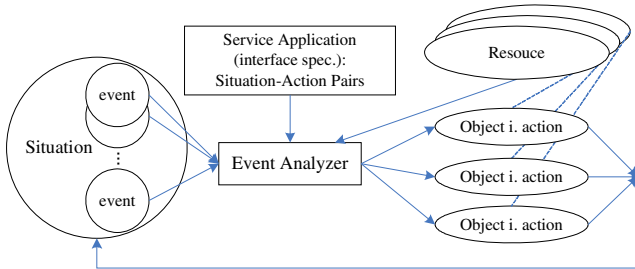 Service Application
(interface spec.):
Situation-Action Pairs
Resouce
event
Situation
event
Event Analyzer
Object i. action
Object i. action
Object i. action